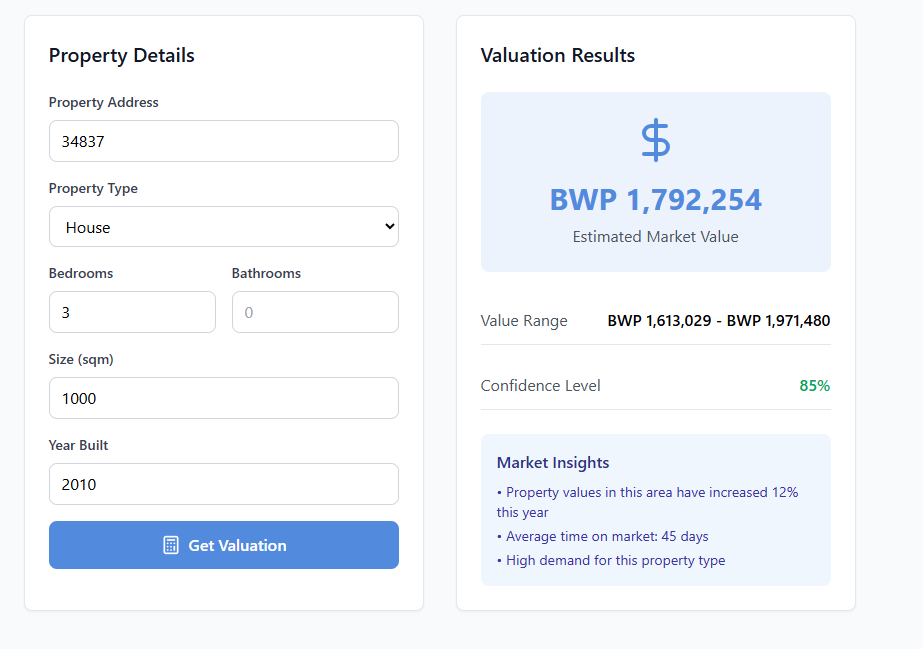 Property Details
Property Address
34837
Property Type
House
Bedrooms
Bathrooms
3
0
Size (sqm)
1000
Year Built
2010
Get Valuation
Valuation Results
$
BWP 1,792,254
Estimated Market Value
Value Range
BWP 1,613,029 - BWP 1,971,480
Confidence Level
85%
Market Insights
• Property values in this area have increased 12%
this year
• Average time on market: 45 days
• High demand for this property type